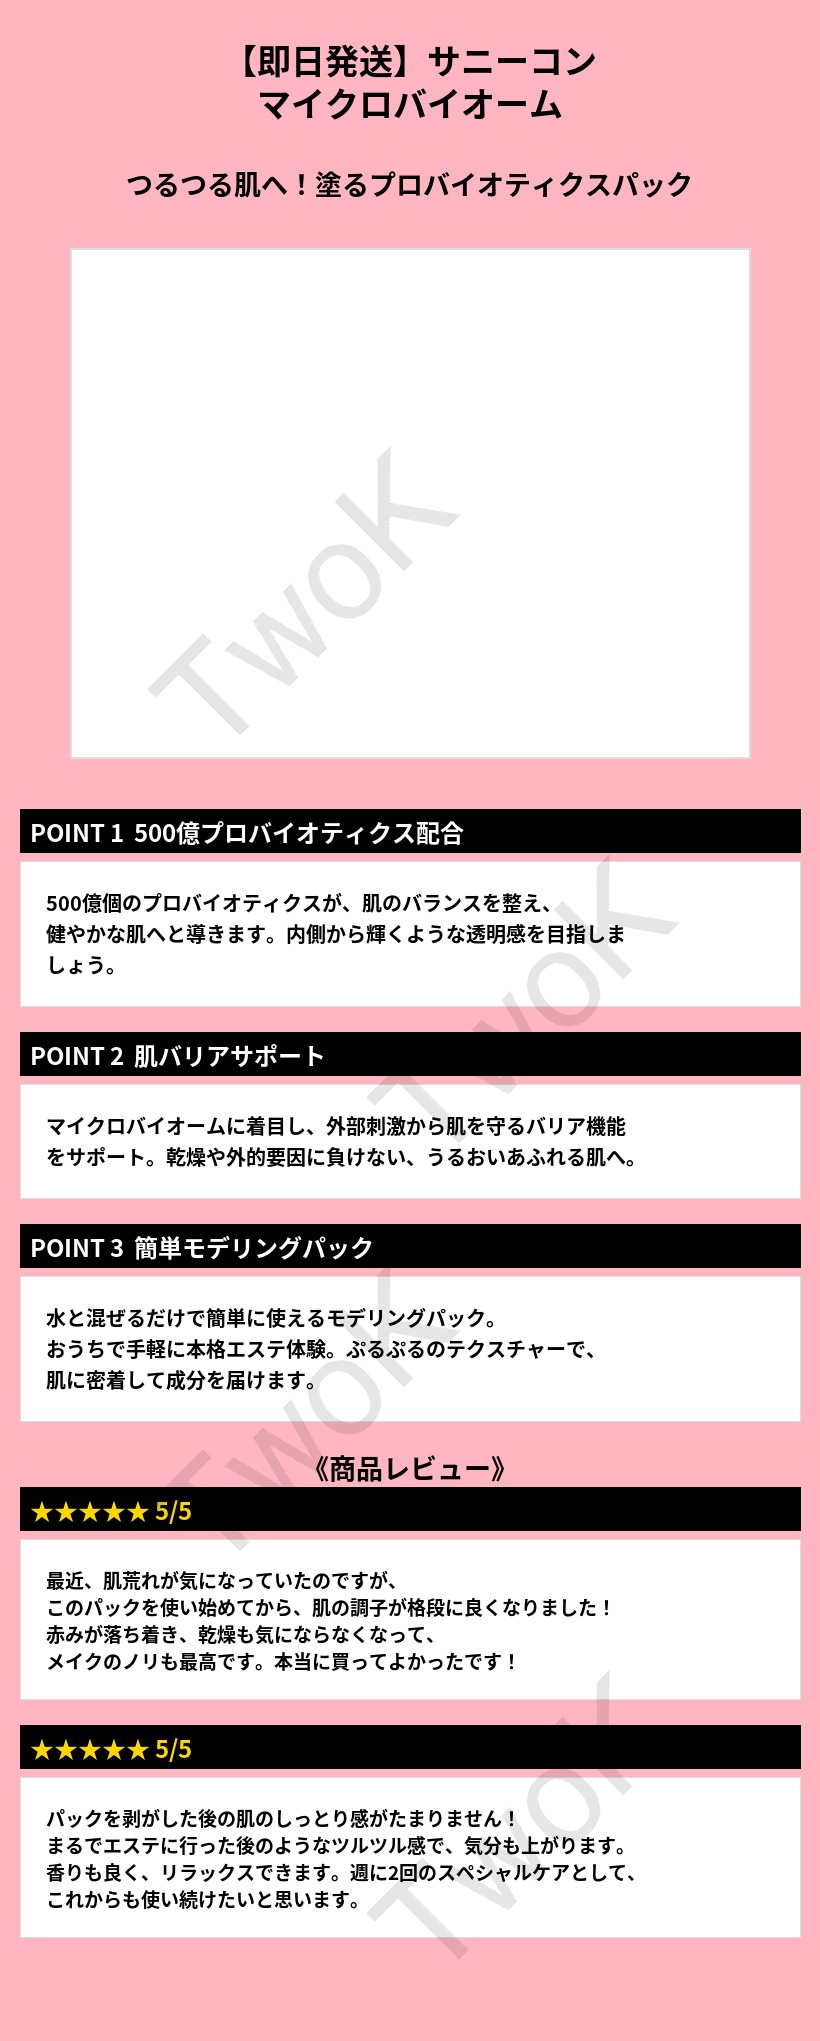 【即日発送】サニーコン
マイクロバイオーム
つるつる肌へ！塗るプロバイオティクスパック
TwoK
POINT 1 500億プロバイオティクス配合
500億個のプロバイオティクスが、肌のバランスを整え、
健やかな肌へと導きます。内側から輝くような透明感を目指しま
しょう。
TwoK
POINT 2 肌バリアサポート
マイクロバイオームに着目し、外部刺激から肌を守るバリア機能
をサポート。乾燥や外的要因に負けない、うるおいあふれる肌へ。
POINT 3 簡単モデリングパック
水と混ぜるだけで簡単に使えるモデリングパック。
おうちで手軽に本格エステ体験。ぷるぷるのテクスチャーで、
肌に密着して成分を届けます。
TwoK
《商品レビュー》
★★★★★ 5/5
最近、肌荒れが気になっていたのですが、
このパックを使い始めてから、肌の調子が格段に良くなりました！
赤みが落ち着き、乾燥も気にならなくなって、
メイクのノリも最高です。本当に買ってよかったです！
★★★★★ 5/5
パックを剥がした後の肌のしっとり感がたまりません！
まるでエステに行った後のようなツルツル感で、気分も上がります。
香りも良く、リラックスできます。週に2回のスペシャルケアとして、
これからも使い続けたいと思います。
TwoK